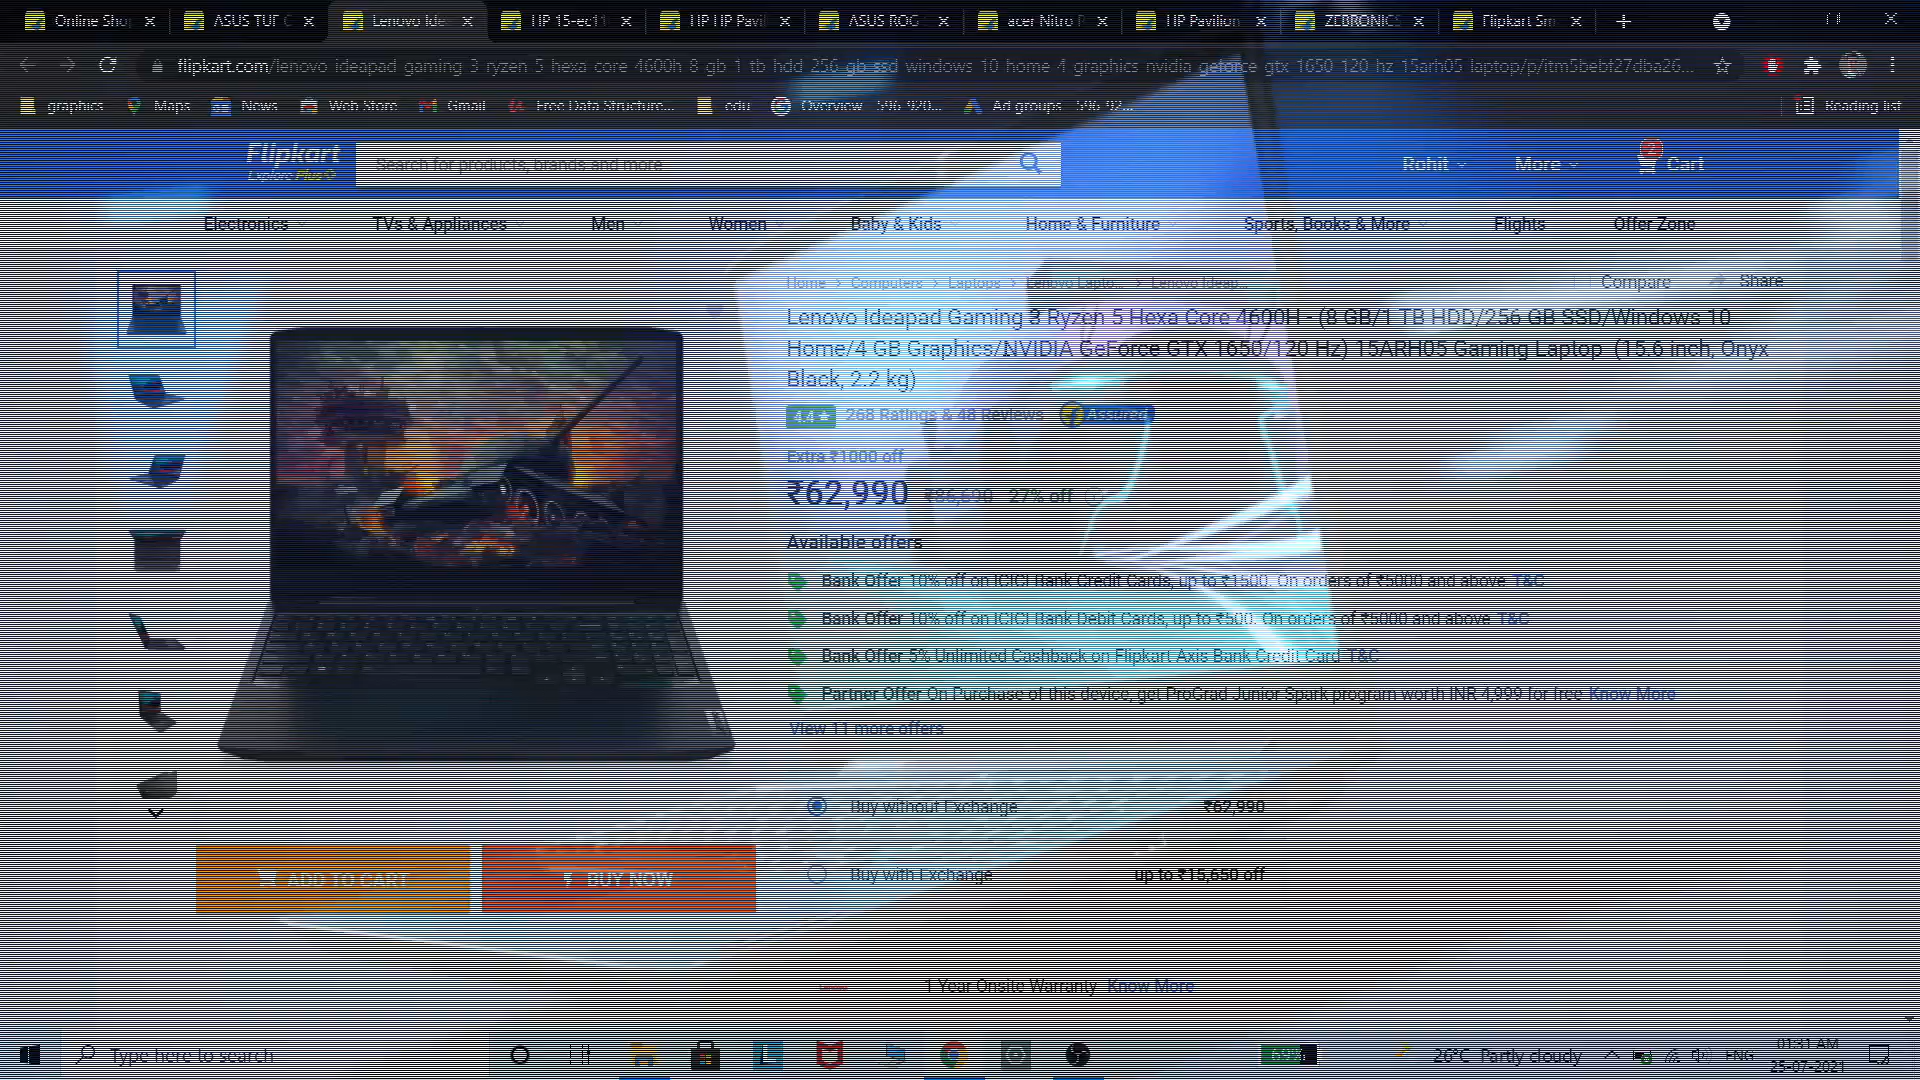 Online Shop
ASUS TUF
Lenovo Ide
HP 15-ec11
HP HP Pavil
ASUS ROG
acer Nitro
HP Pavilion
ZEBRONICS
Flipkart Sm
flipkart.com/lenovo-ideapad-gaming-3-ryzen-5-hexa-core-4600h-8-gb-1-tb-hdd-256-gb-ssd-windows-10-home-4-graphics-nvidia-geforce-gtx-1650-120-hz-15arh05-laptop/p/itm5bebf27dba26...
graphics
Maps
News
Web Store
Gmail
Free Data Structure...
edu
Overview - 596-920...
Ad groups - 596-92...
Reading list
Flipkart
Explore Plus
Search for products, brands and more
Rohit
More
2
Cart
Electronics
TVs & Appliances
Men
Women
Baby & Kids
Home & Furniture
Sports, Books & More
Flights
Offer Zone
Home > Computers > Laptops > Lenovo Lapto... > Lenovo Ideap...
Compare
Share
Lenovo Ideapad Gaming 3 Ryzen 5 Hexa Core 4600H - (8 GB/1 TB HDD/256 GB SSD/Windows 10
Home/4 GB Graphics/NVIDIA GeForce GTX 1650/120 Hz) 15ARH05 Gaming Laptop (15.6 inch, Onyx
Black, 2.2 kg)
4.4 ★ 268 Ratings & 48 Reviews Assured
Extra ₹1000 off
₹62,990 ₹86,690 27% off
Available offers
Bank Offer 10% off on ICICI Bank Credit Cards, up to ₹1500. On orders of ₹5000 and above T&C
Bank Offer 10% off on ICICI Bank Debit Cards, up to ₹500. On orders of ₹5000 and above T&C
Bank Offer 5% Unlimited Cashback on Flipkart Axis Bank Credit Card T&C
Partner Offer On Purchase of this device, get ProGrad Junior Spark program worth INR 4,999 for free Know More
View 11 more offers
Buy without Exchange ₹62,990
Buy with Exchange up to ₹15,650 off
ADD TO CART
BUY NOW
1 Year Onsite Warranty Know More
Type here to search
69%
26°C Partly cloudy
ENG
01:31 AM
25-07-2021